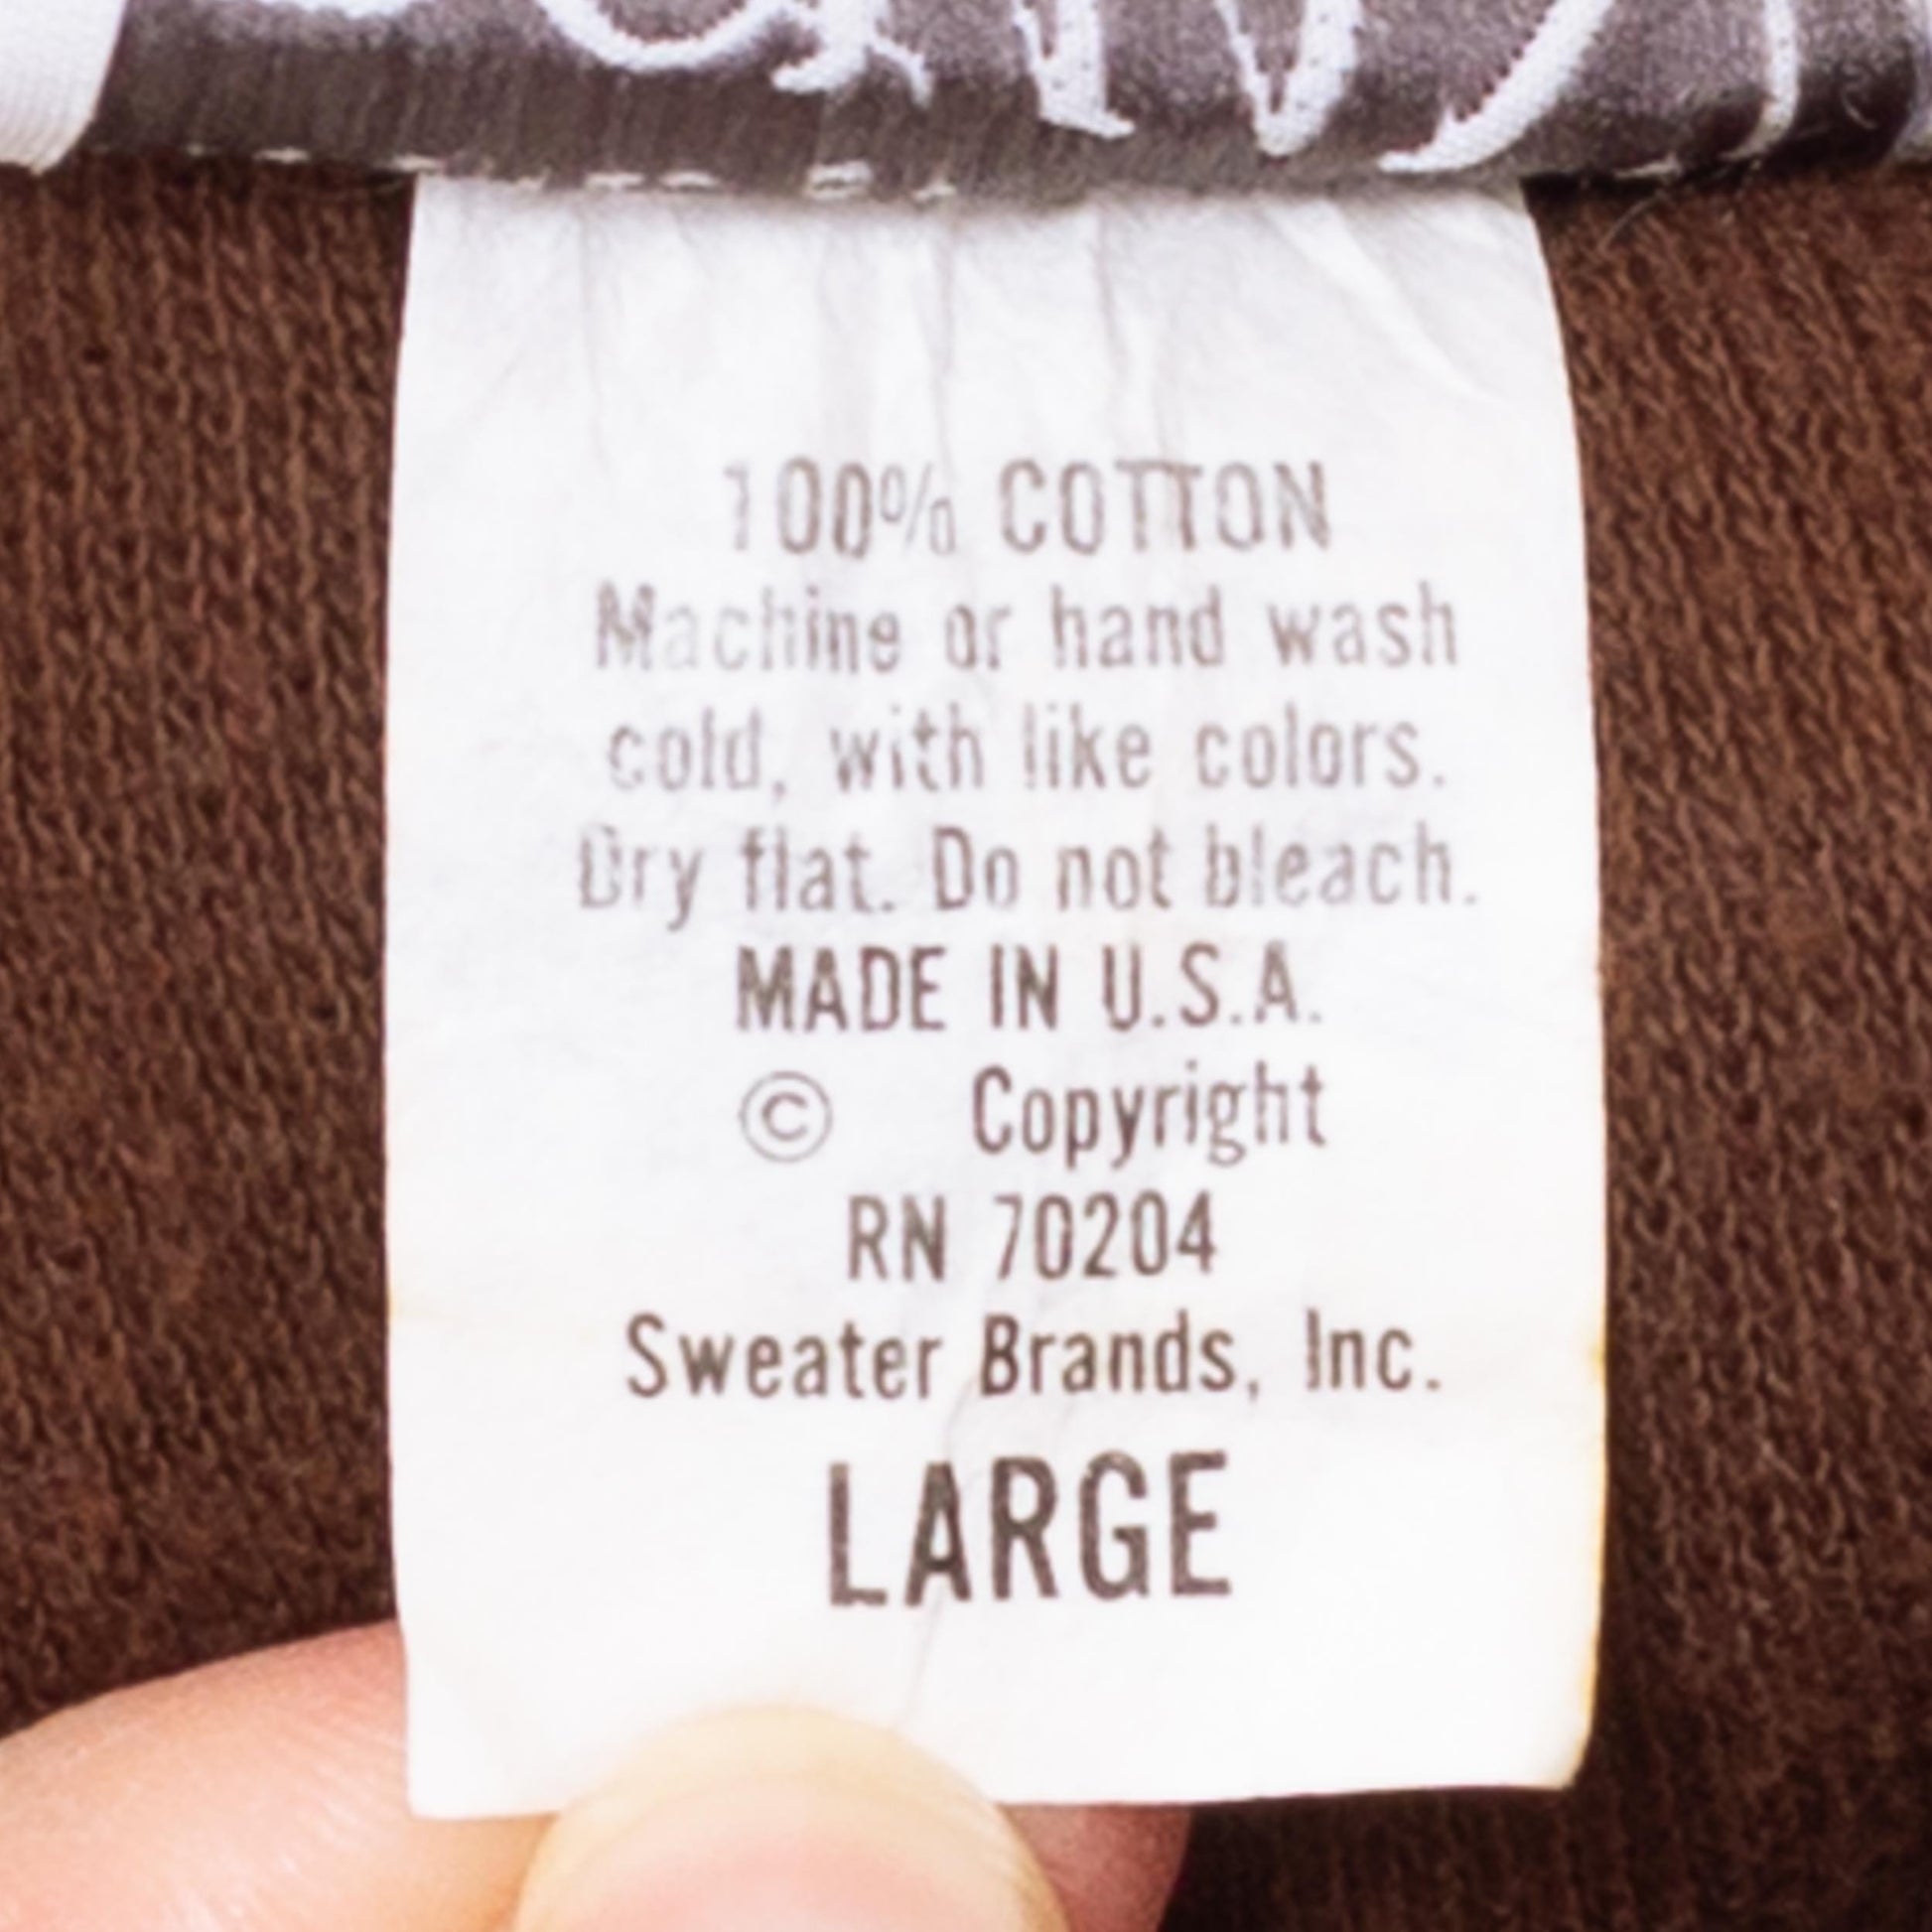 100% COTTON
Machine or hand wash
cold, with like colors.
Dry flat. Do not bleach.
MADE IN U.S.A.
© Copyright
RN 70204
Sweater Brands, Inc.
LARGE